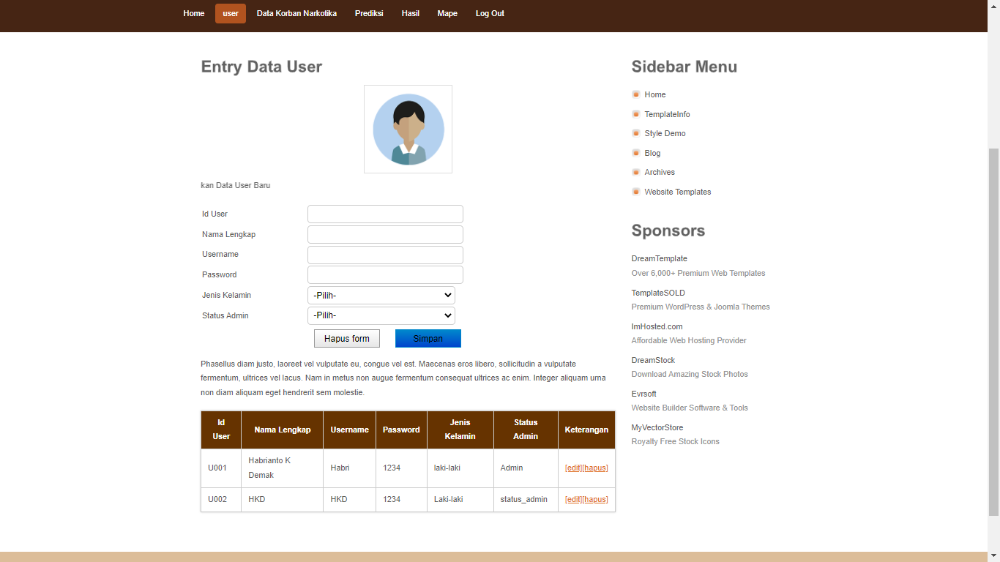 Home user Data Korban Narkotika Prediksi Hasil Mape Log Out
Entry Data User
kan Data User Baru
Id User
Nama Lengkap
Username
Password
Jenis Kelamin -Pilih-
Status Admin -Pilih-
Hapus form Simpan
Phasellus diam justo, laoreet vel vulputate eu, congue vel est. Maecenas eros libero, sollicitudin a vulputate
fermentum, ultrices vel lacus. Nam in metus non augue fermentum consequat ultrices ac enim. Integer aliquam urna
non diam aliquam eget hendrerit sem molestie.
Id User Nama Lengkap Username Password Jenis Kelamin Status Admin Keterangan
U001 Habrianto K Demak Habri 1234 laki-laki Admin [edit][hapus]
U002 HKD HKD 1234 Laki-laki status_admin [edit][hapus]
Sidebar Menu
Home
TemplateInfo
Style Demo
Blog
Archives
Website Templates
Sponsors
DreamTemplate
Over 6,000+ Premium Web Templates
TemplateSOLD
Premium WordPress & Joomla Themes
ImHosted.com
Affordable Web Hosting Provider
DreamStock
Download Amazing Stock Photos
Evrsoft
Website Builder Software & Tools
MyVectorStore
Royalty Free Stock Icons